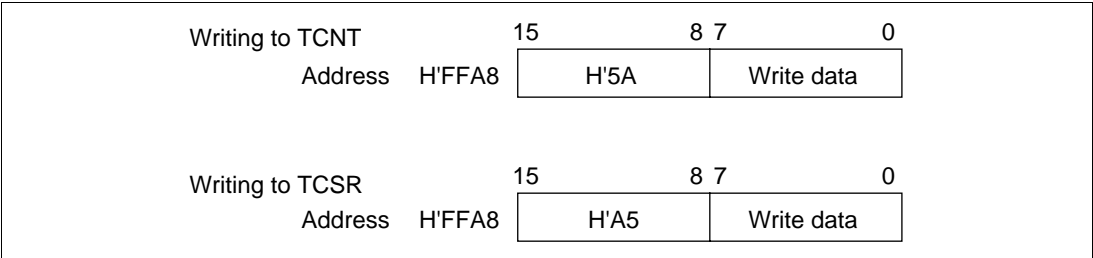 Writing to TCNT 15 8 7 0
Address H'FFA8 H'5A Write data
Writing to TCSR 15 8 7 0
Address H'FFA8 H'A5 Write data